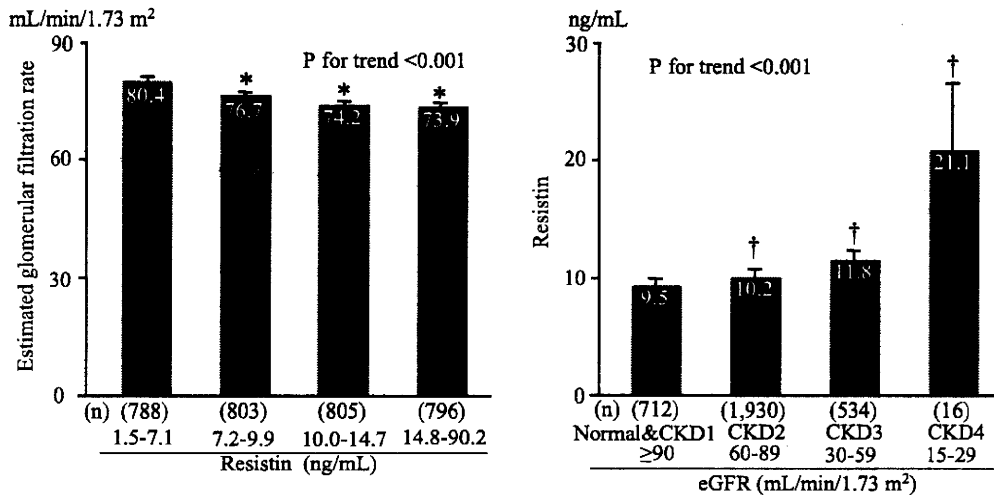 mL/min/1.73 m²
90
60
30
0
Estimated glomerular filtration rate
P for trend <0.001
* * *
80.4 76.7 74.2 73.9
(n) (788) (803) (805) (796)
1.5-7.1 7.2-9.9 10.0-14.7 14.8-90.2
Resistin (ng/mL)
ng/mL
30
20
10
0
Resistin
P for trend <0.001
† † †
9.5 10.2 11.8 21.1
(n) (712) (1,930) (534) (16)
Normal&CKD1 CKD2 CKD3 CKD4
≥90 60-89 30-59 15-29
eGFR (mL/min/1.73 m²)